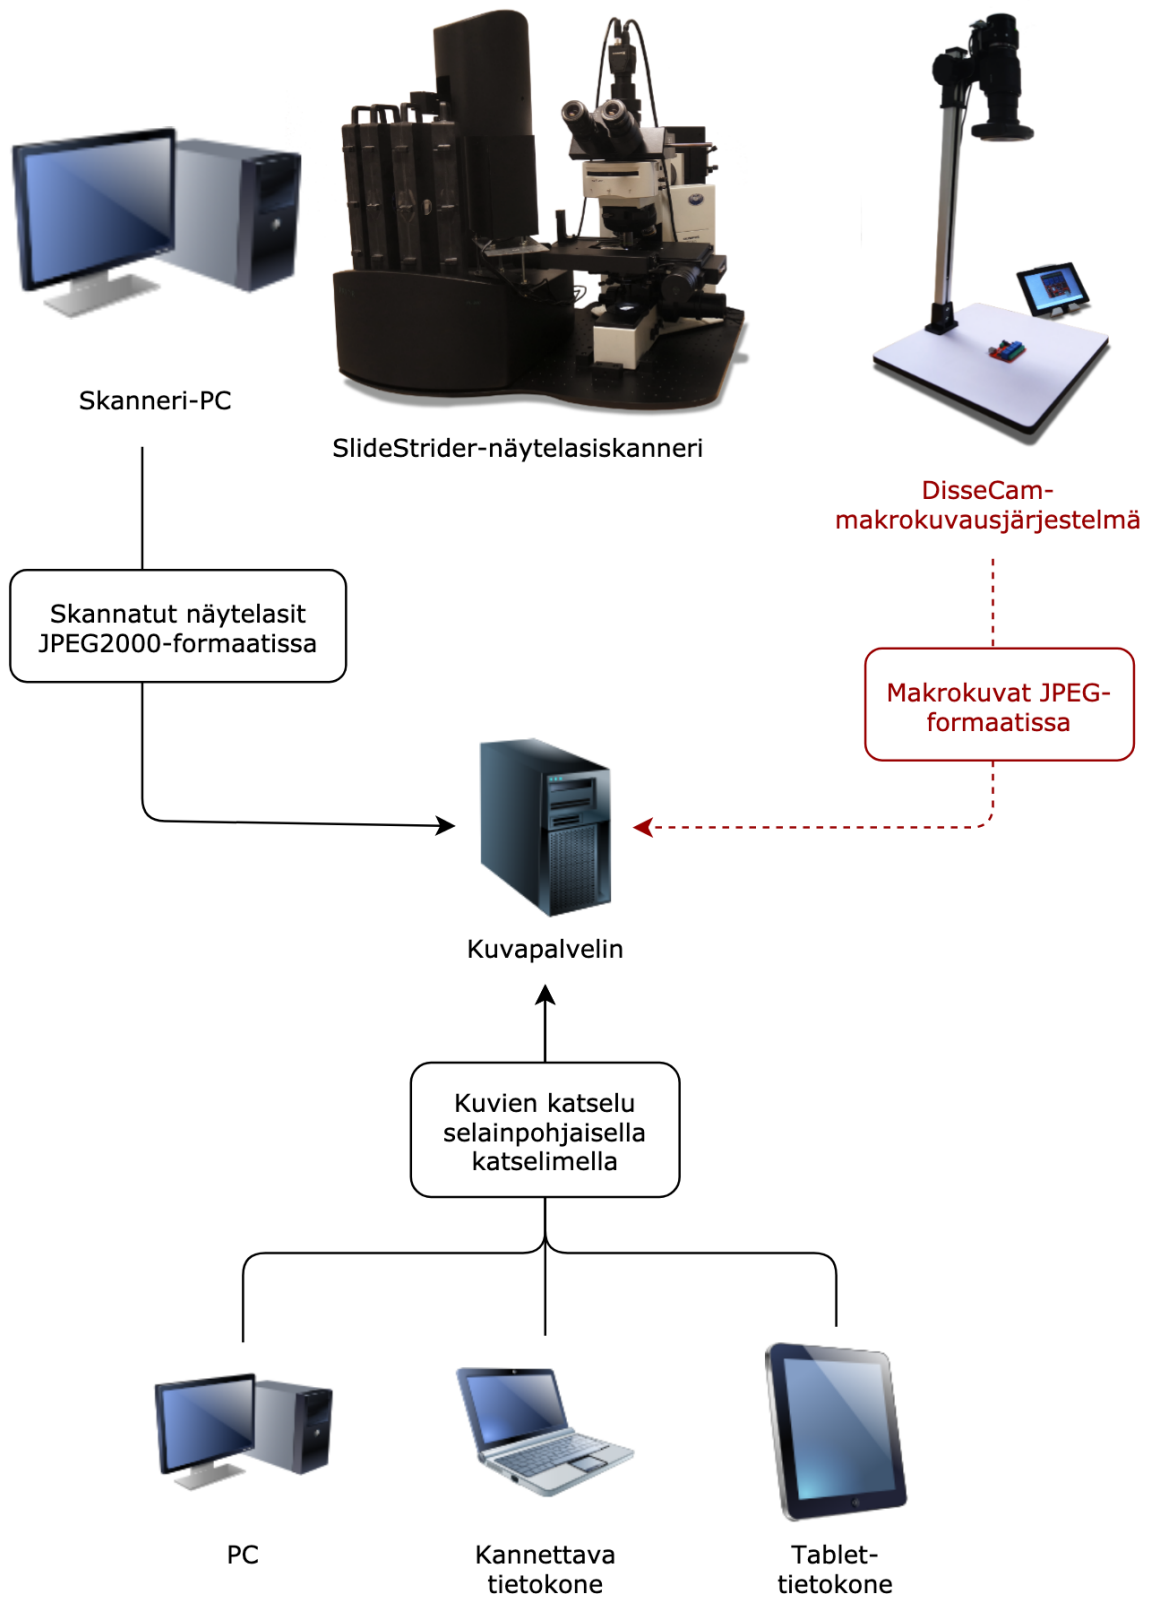 Skanneri-PC
SlideStrider-näytelasiskanneri
DisseCam-
makrokuvausjärjestelmä
Skannatut näytelasit
JPEG2000-formaatissa
Makrokuvat JPEG-
formaatissa
Kuvapalvelin
Kuvien katselu
selainpohjaisella
katselimella
PC
Kannettava
tietokone
Tablet-
tietokone